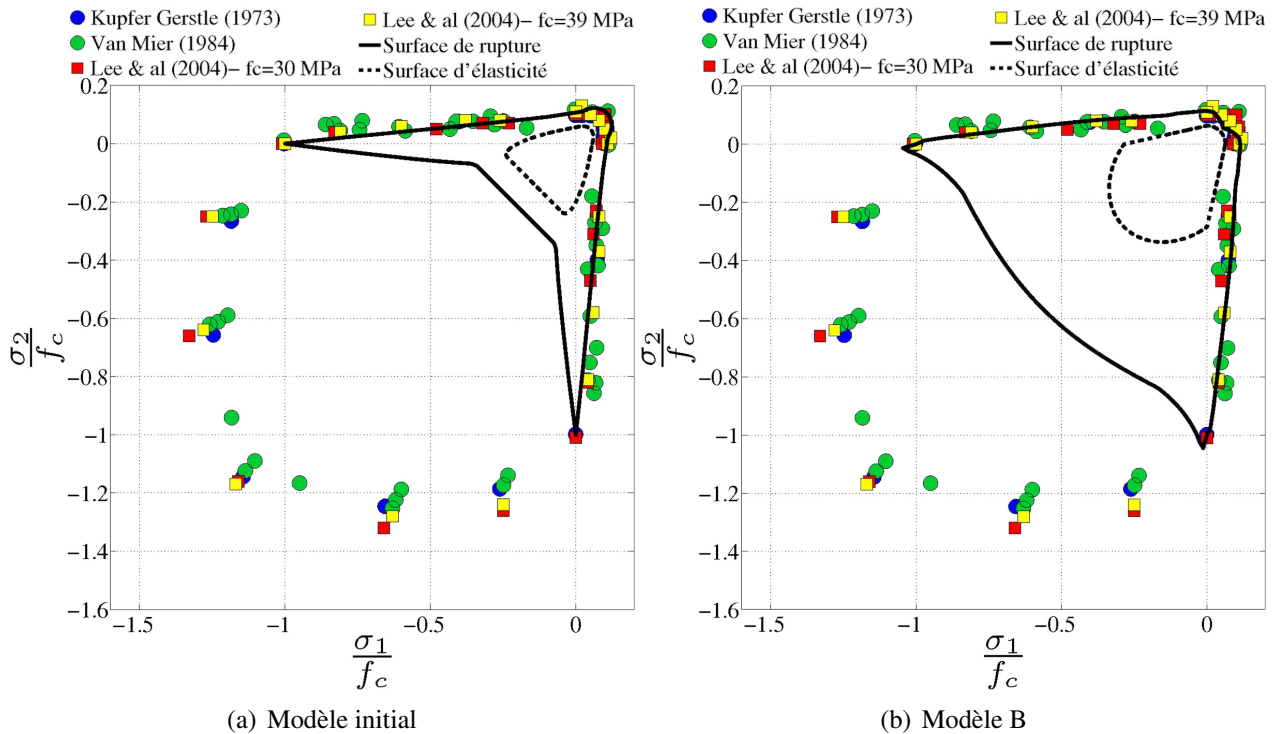 Kupfer Gerstle (1973)
Van Mier (1984)
Lee & al (2004)– fc=30 MPa
Lee & al (2004)– fc=39 MPa
Surface de rupture
Surface d'élasticité
0.2
0
−0.2
−0.4
−0.6
−0.8
−1
−1.2
−1.4
−1.6
σ2
fc
−1.5
−1
−0.5
0
σ1
fc
(a) Modèle initial
Kupfer Gerstle (1973)
Van Mier (1984)
Lee & al (2004)– fc=30 MPa
Lee & al (2004)– fc=39 MPa
Surface de rupture
Surface d'élasticité
0.2
0
−0.2
−0.4
−0.6
−0.8
−1
−1.2
−1.4
−1.6
σ2
fc
−1.5
−1
−0.5
0
σ1
fc
(b) Modèle B